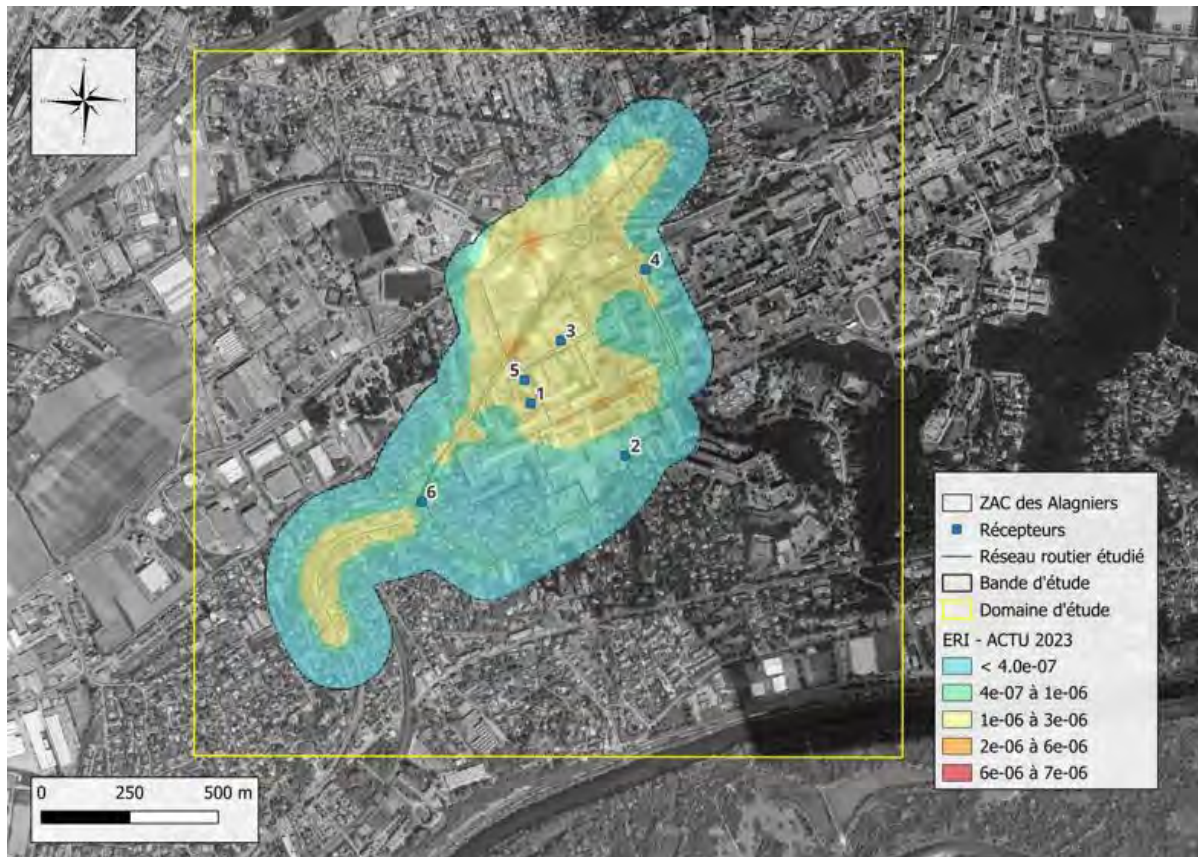 4
3
5
1
2
6
ZAC des Alagniers
Récepteurs
Réseau routier étudié
Bande d'étude
Domaine d'étude
ERI - ACTU 2023
< 4.0e-07
4e-07 à 1e-06
1e-06 à 3e-06
2e-06 à 6e-06
6e-06 à 7e-06
0 250 500 m